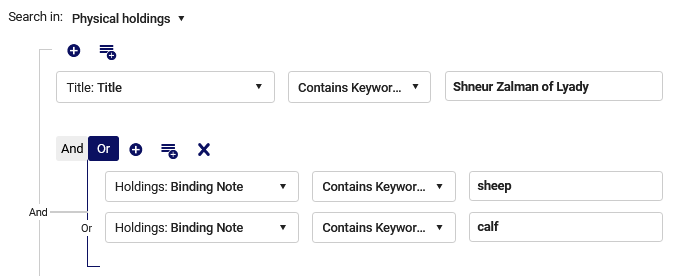 Search in: Physical holdings
Title: Title Contains Keywor... Shneur Zalman of Lyady
And Or
Holdings: Binding Note Contains Keywor... sheep
And
Holdings: Binding Note Contains Keywor... calf
Or